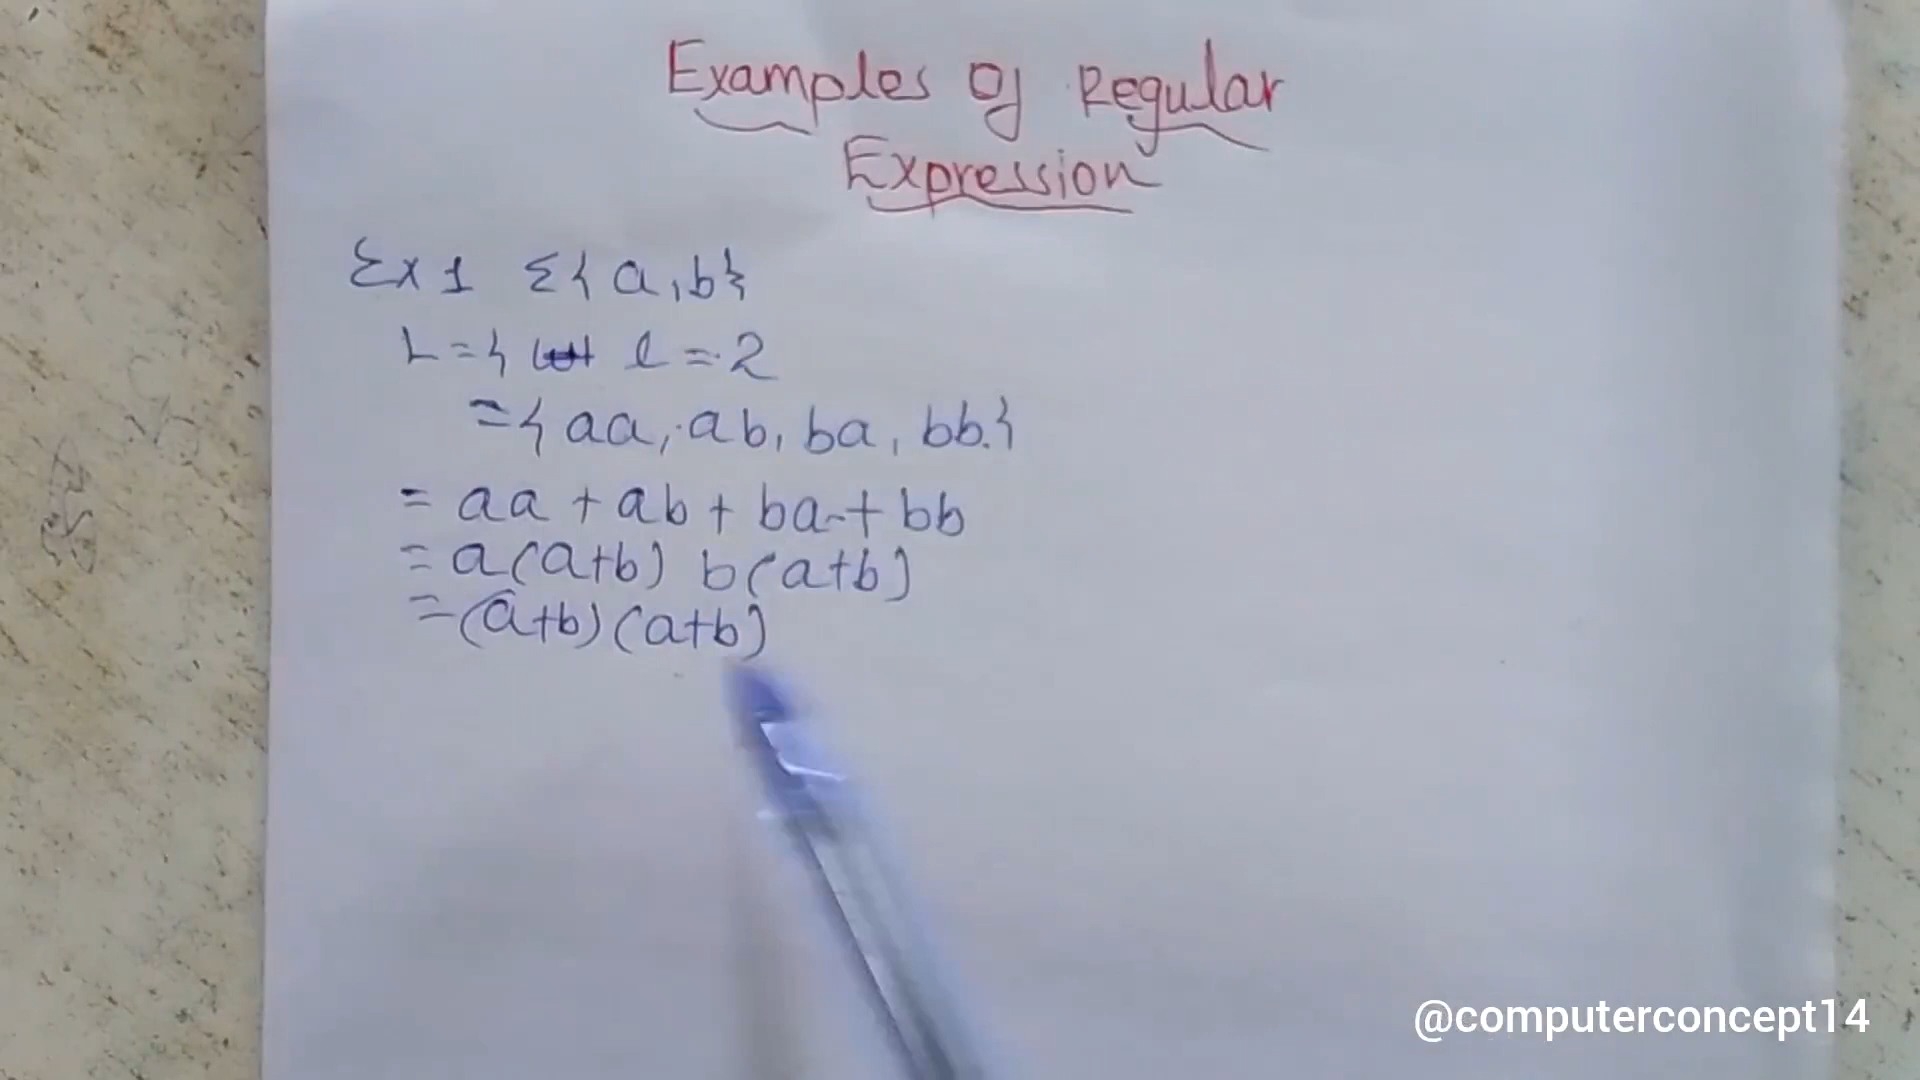 Examples Of Regular
Expression
Ex 1 Σ{a,b}
L={ l = 2
={aa, ab, ba, bb.}
= aa + ab + ba + bb
= a(a+b) b(a+b)
= (a+b)(a+b)
@computerconcept14